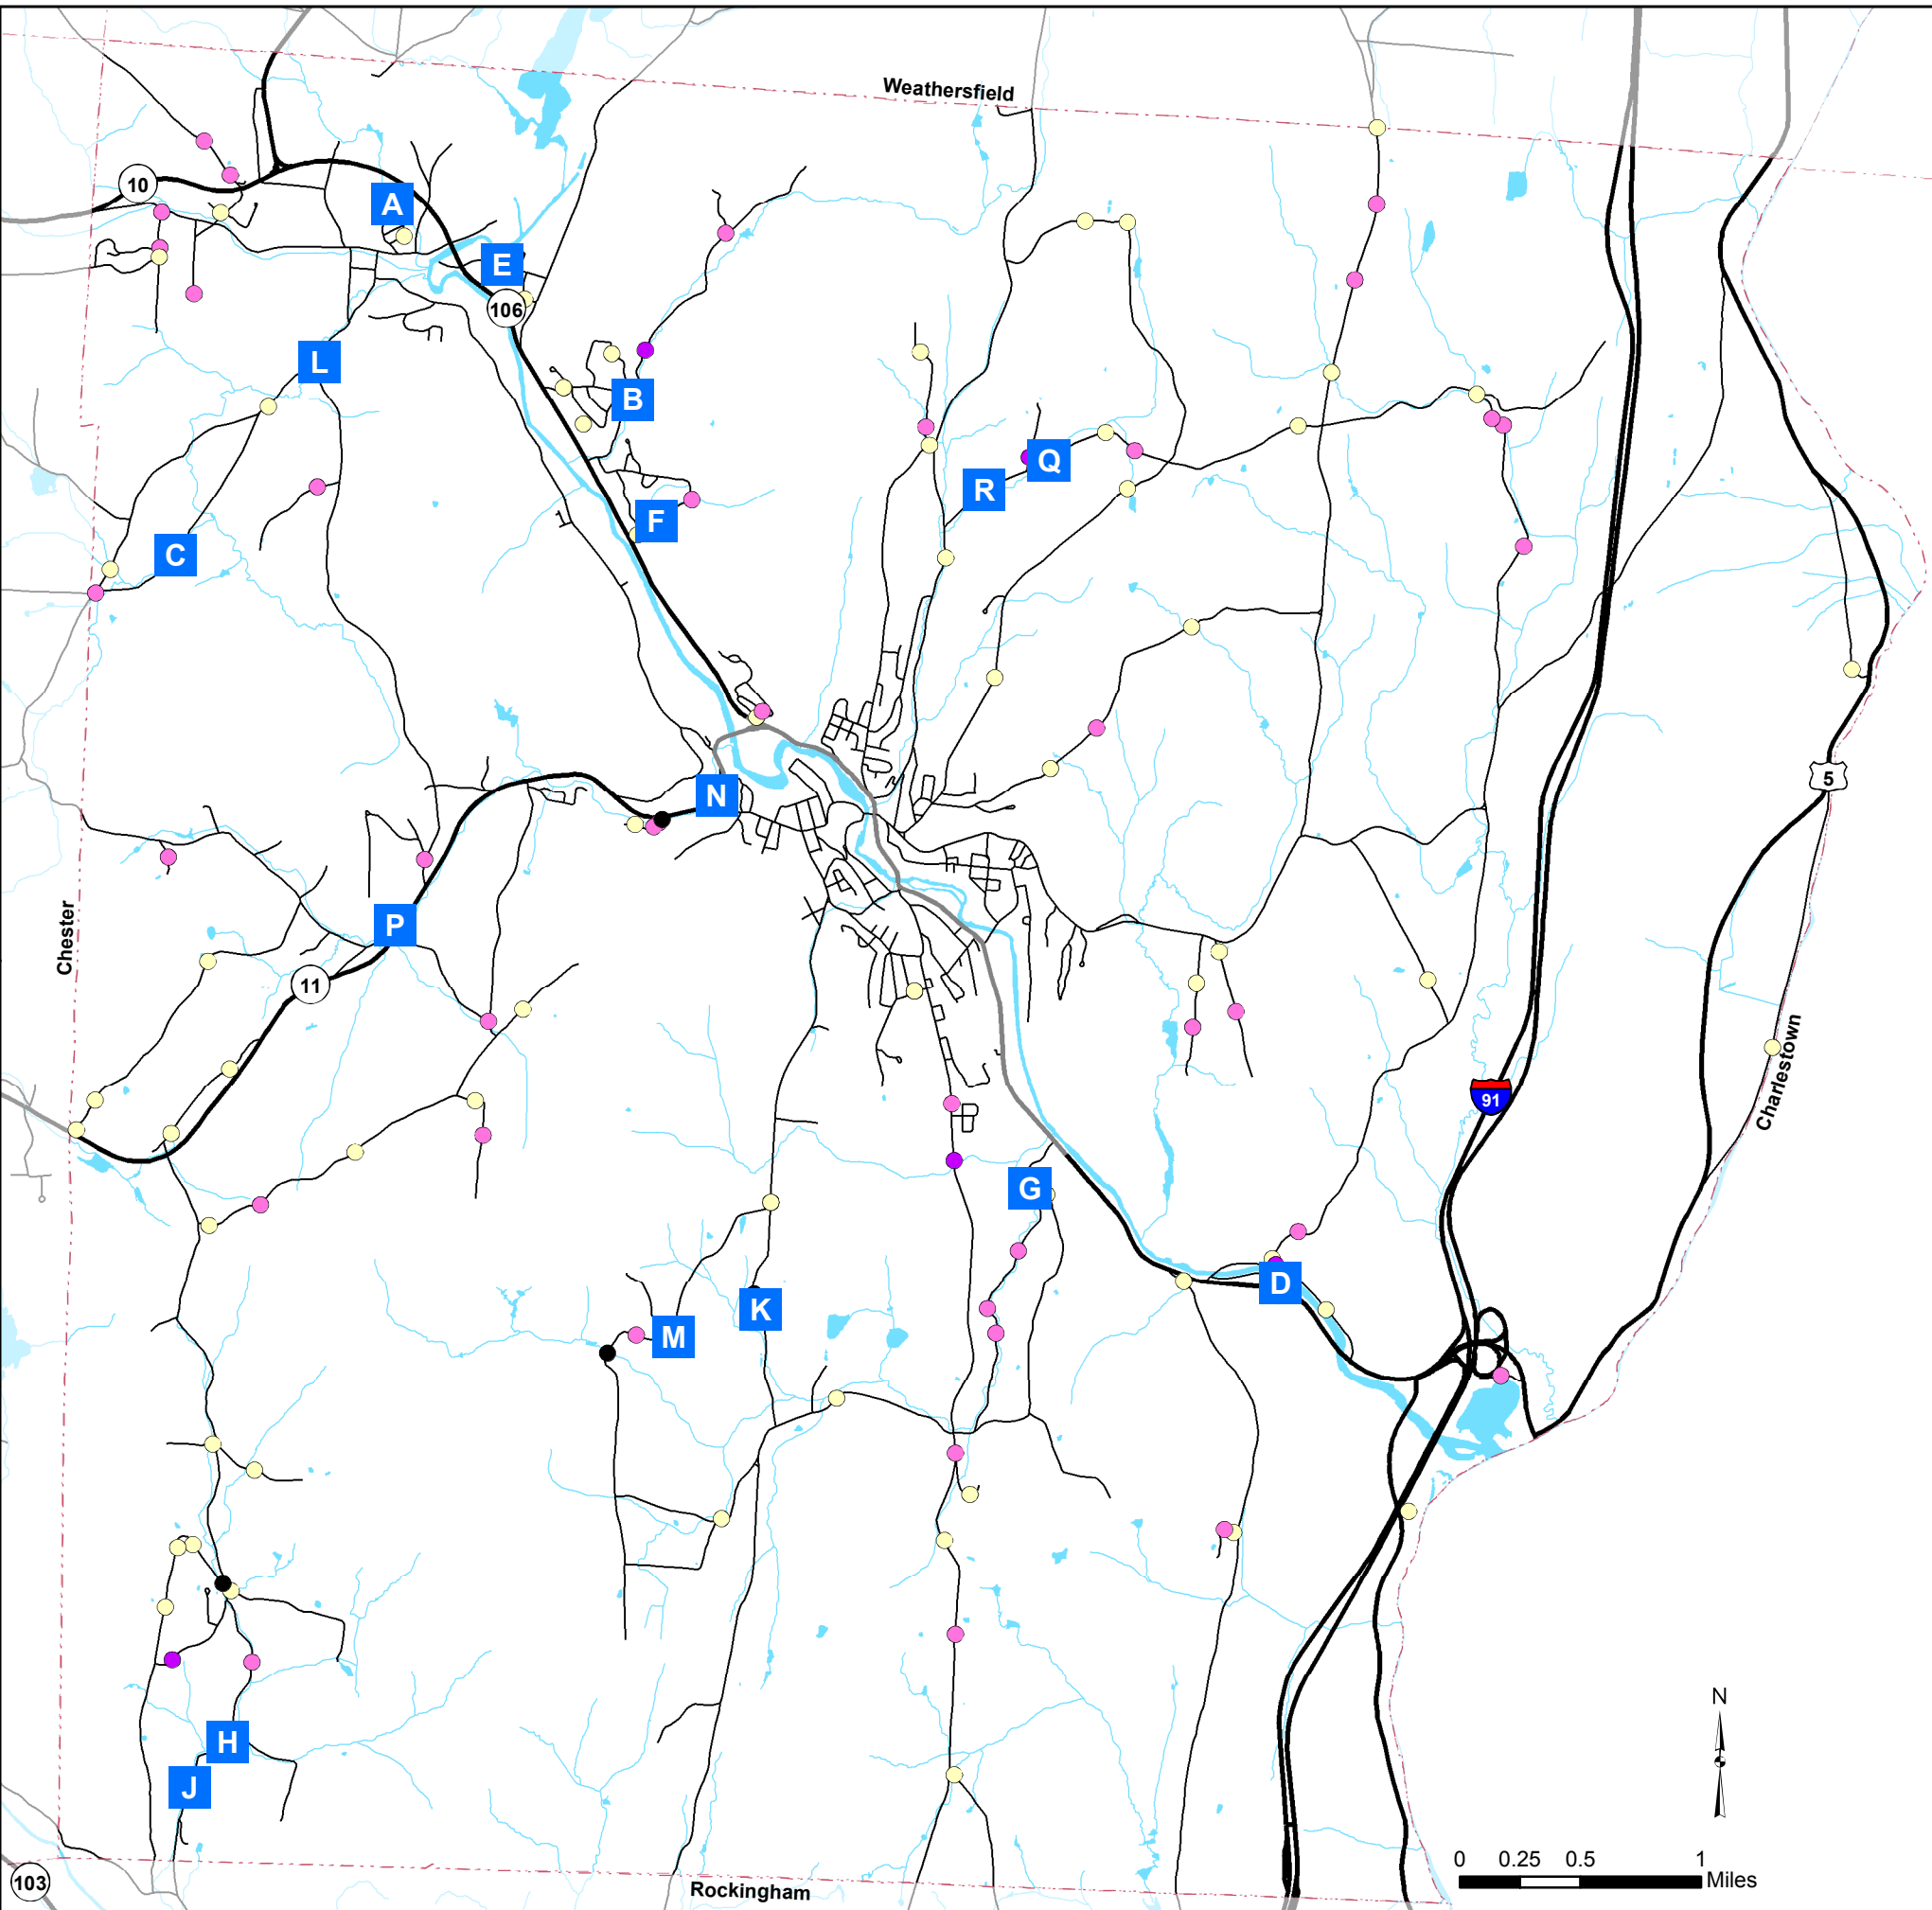 Weathersfield
10
A
E
106
L
B
Q
R
F
C
5
N
P
Chester
11
Charlestown
91
G
D
K
M
N
H
J
0 0.25 0.5 1
Miles
103
Rockingham